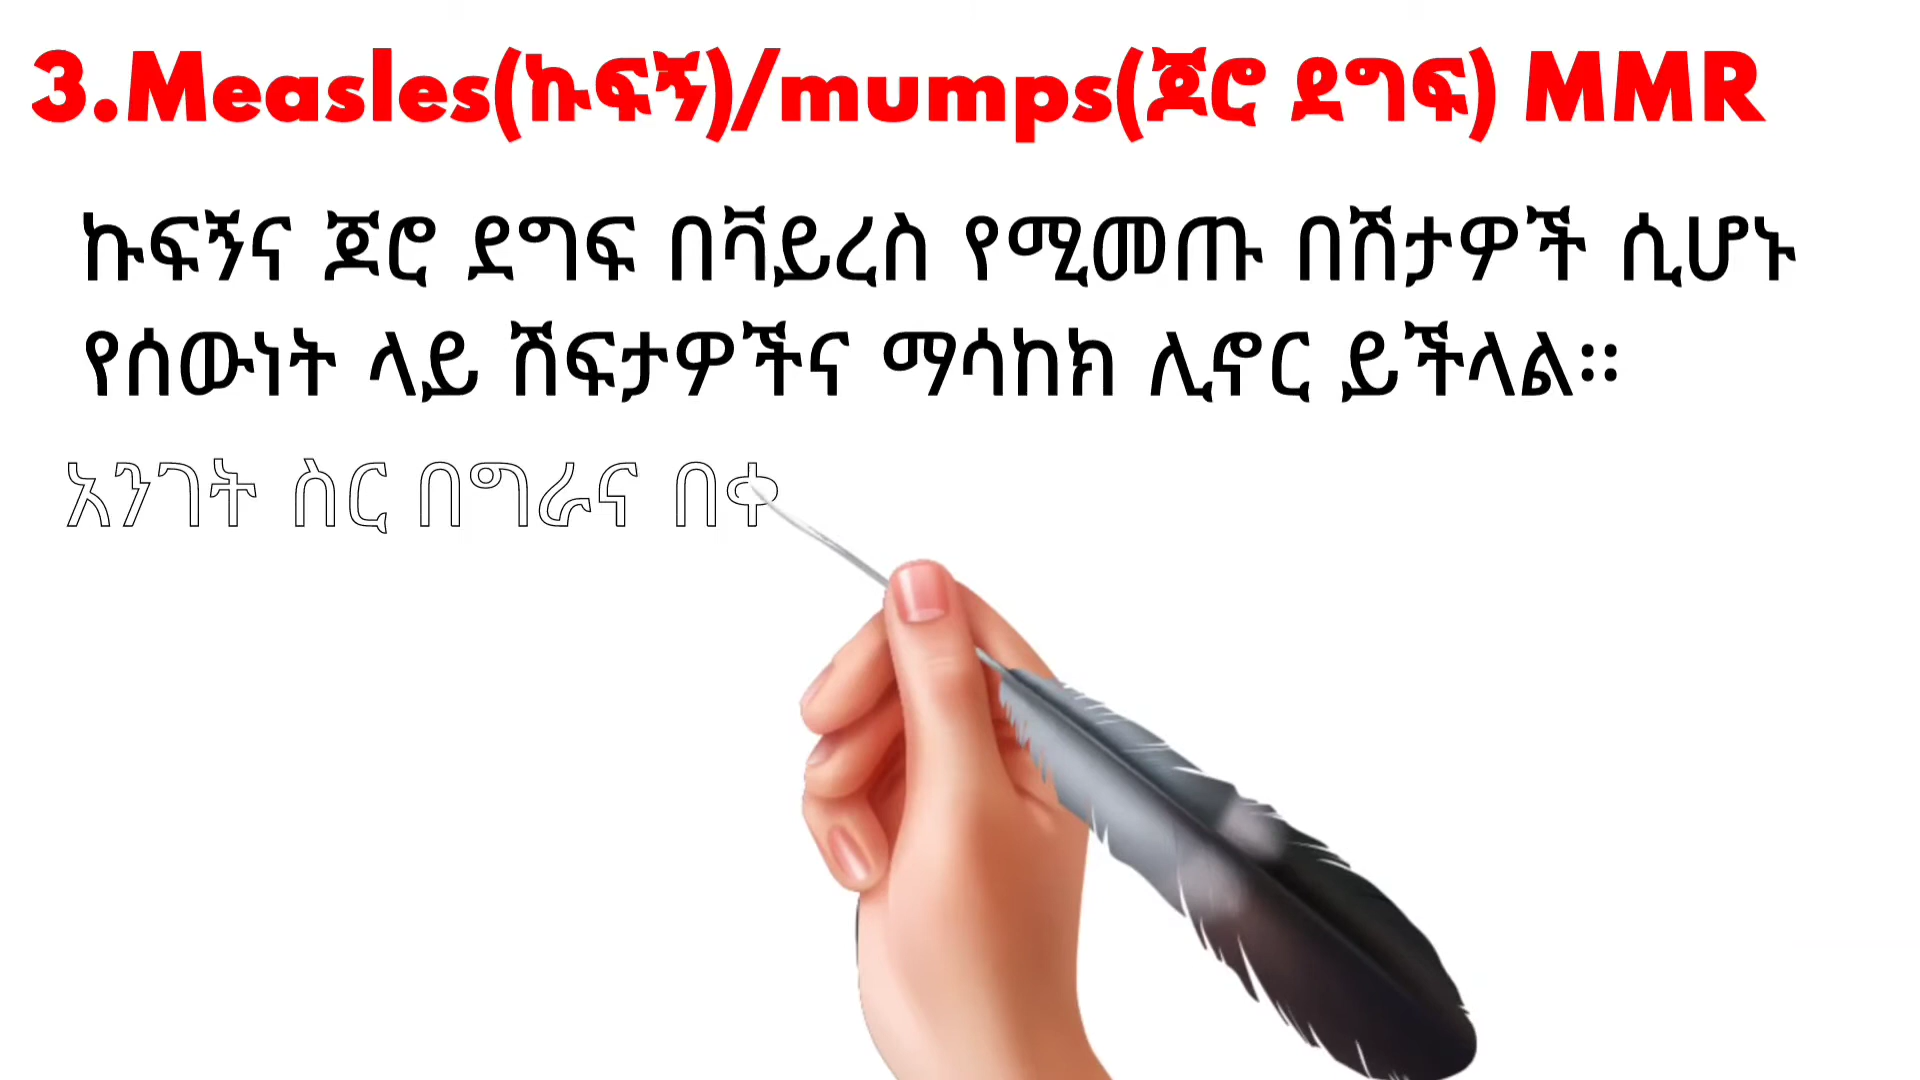 3.Measles(ኩፍኝ)/mumps(ጆሮ ደግፍ) MMR
ኩፍኝና ጆሮ ደግፍ በቫይረስ የሚመጡ በሽታዎች ሲሆኑ
የሰውነት ላይ ሽፍታዎችና ማሳከክ ሊኖር ይችላል።
አንገት ስር በግራና በቀ